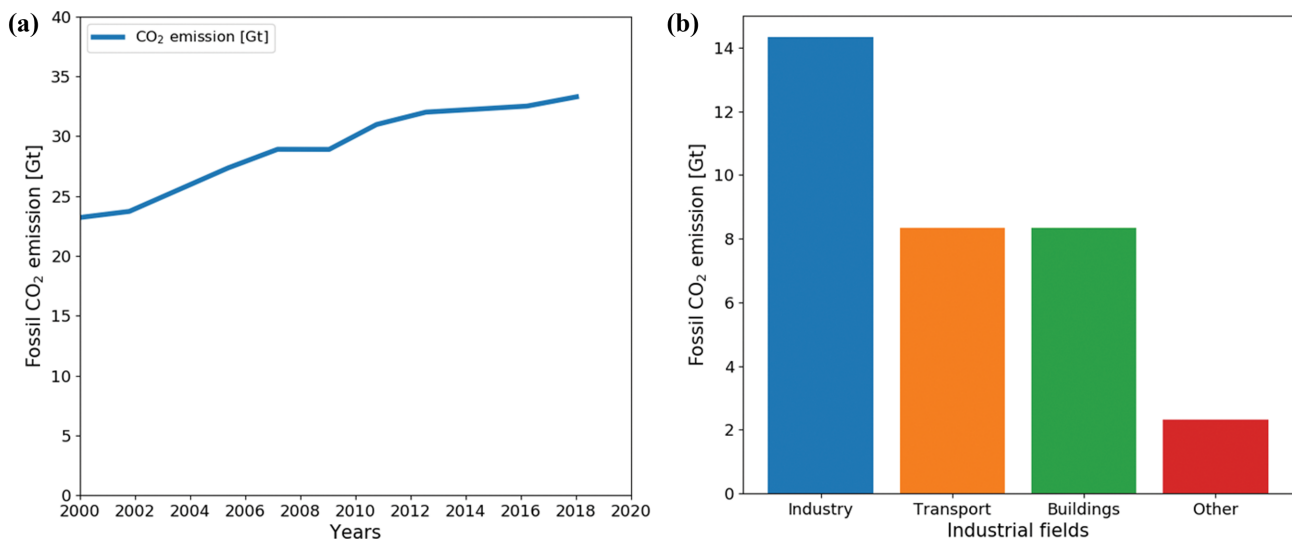 (a)
40
35
30
25
20
15
10
5
0
CO₂ emission [Gt]
Fossil CO₂ emission [Gt]
2000 2002 2004 2006 2008 2010 2012 2014 2016 2018 2020
Years
(b)
14
12
10
8
6
4
2
0
Fossil CO₂ emission [Gt]
Industry Transport Buildings Other
Industrial fields